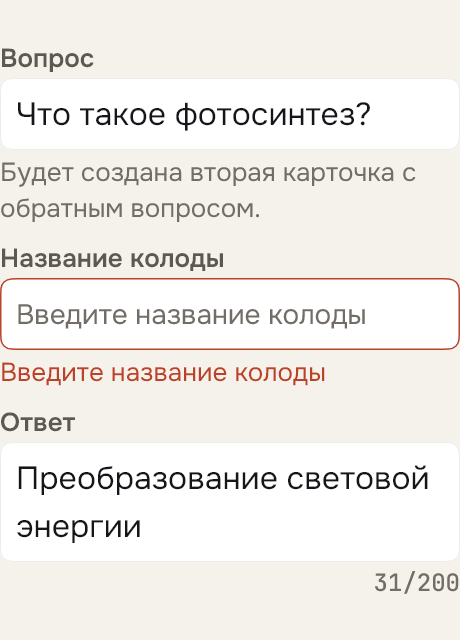 Вопрос
Что такое фотосинтез?
Будет создана вторая карточка с
обратным вопросом.
Название колоды
Введите название колоды
Введите название колоды
Ответ
Преобразование световой
энергии
31/200